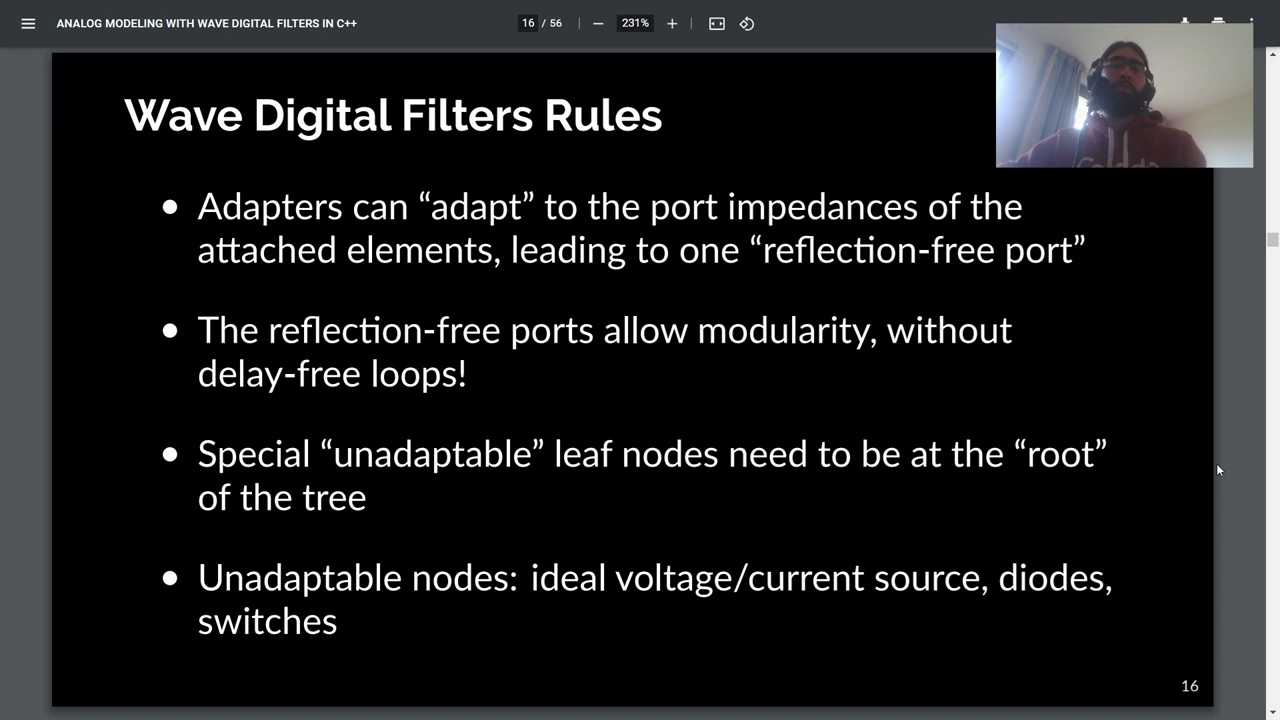 ANALOG MODELING WITH WAVE DIGITAL FILTERS IN C++
16 / 56
231%
Wave Digital Filters Rules
● Adapters can “adapt” to the port impedances of the
attached elements, leading to one “reflection-free port”
● The reflection-free ports allow modularity, without
delay-free loops!
● Special “unadaptable” leaf nodes need to be at the “root”
of the tree
● Unadaptable nodes: ideal voltage/current source, diodes,
switches
16